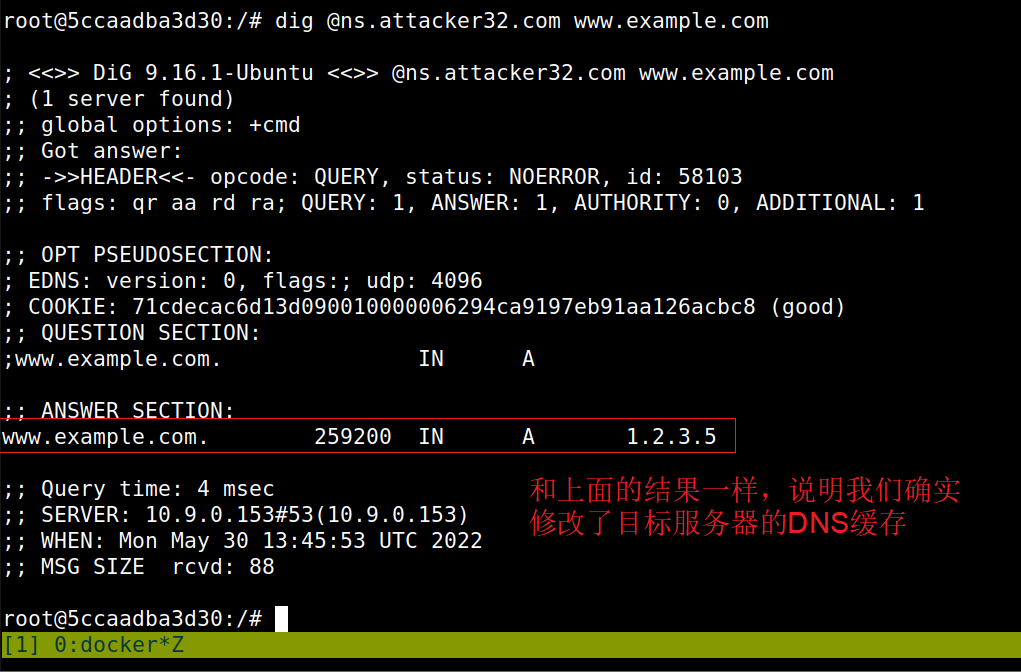 root@5ccaadba3d30:/# dig @ns.attacker32.com www.example.com
; <<>> DiG 9.16.1-Ubuntu <<>> @ns.attacker32.com www.example.com
; (1 server found)
;; global options: +cmd
;; Got answer:
;; ->>HEADER<<- opcode: QUERY, status: NOERROR, id: 58103
;; flags: qr aa rd ra; QUERY: 1, ANSWER: 1, AUTHORITY: 0, ADDITIONAL: 1
;; OPT PSEUDOSECTION:
; EDNS: version: 0, flags:; udp: 4096
; COOKIE: 71cdecac6d13d090010000006294ca9197eb91aa126acbc8 (good)
;; QUESTION SECTION:
;www.example.com. IN A
;; ANSWER SECTION:
www.example.com. 259200 IN A 1.2.3.5
;; Query time: 4 msec
;; SERVER: 10.9.0.153#53(10.9.0.153)
;; WHEN: Mon May 30 13:45:53 UTC 2022
;; MSG SIZE rcvd: 88
和上面的结果一样，说明我们确实
修改了目标服务器的DNS缓存
root@5ccaadba3d30:/#
[1] 0:docker*Z